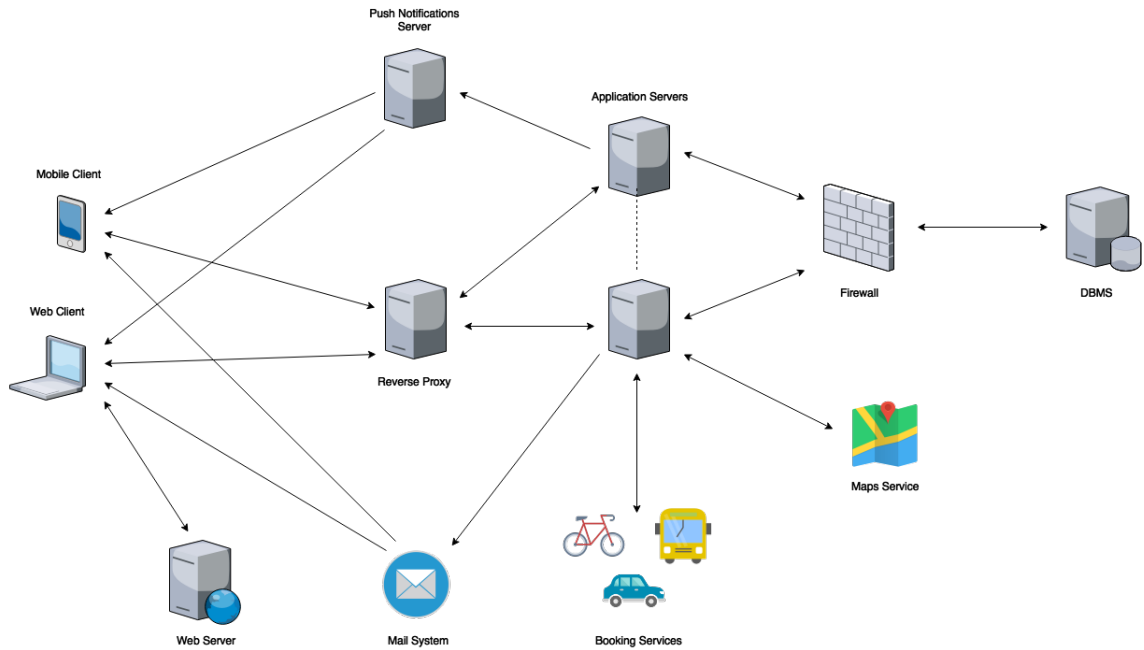 Push Notifications
Server
Application Servers
Mobile Client
Web Client
Firewall
DBMS
Reverse Proxy
Maps Service
Web Server
Mail System
Booking Services